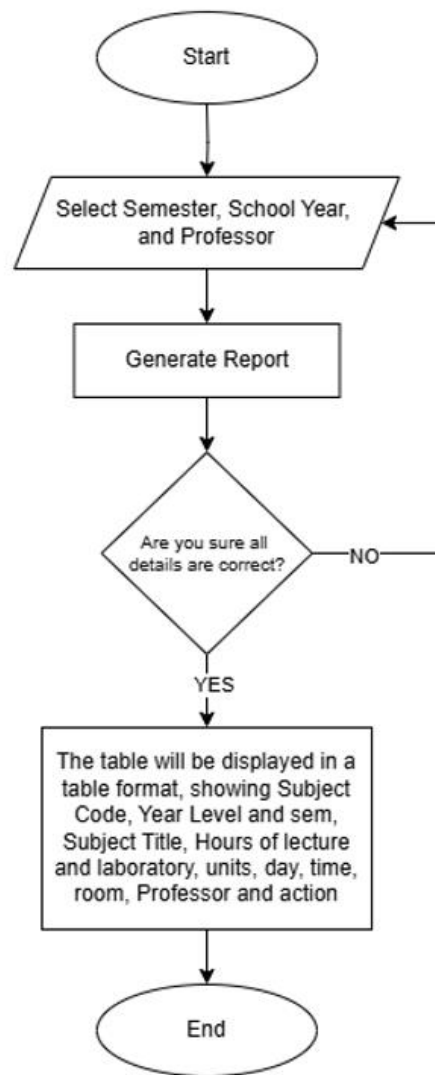 Start
Select Semester, School Year,
and Professor
Generate Report
Are you sure all
details are correct?
NO
YES
The table will be displayed in a
table format, showing Subject
Code, Year Level and sem,
Subject Title, Hours of lecture
and laboratory, units, day, time,
room, Professor and action
End